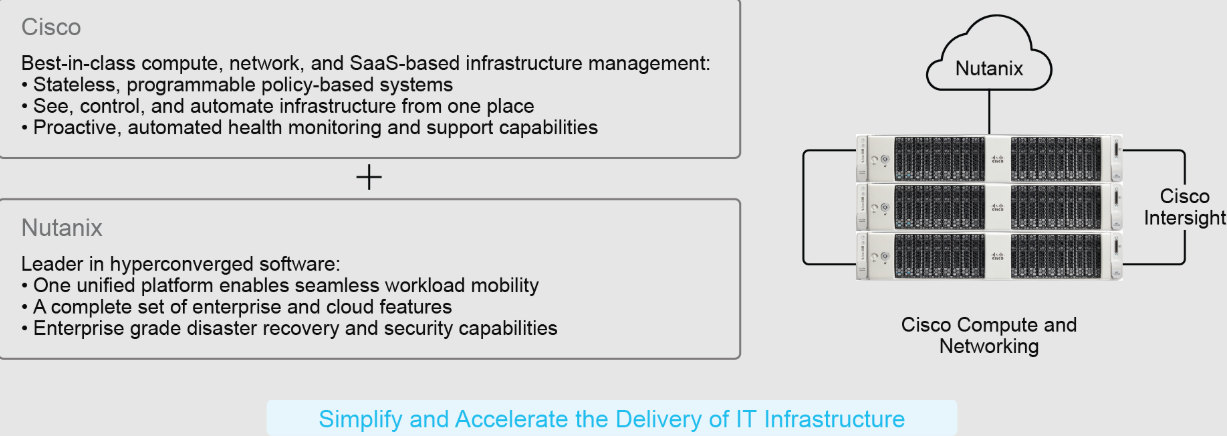 Cisco
Best-in-class compute, network, and SaaS-based infrastructure management:
• Stateless, programmable policy-based systems
• See, control, and automate infrastructure from one place
• Proactive, automated health monitoring and support capabilities
+
Nutanix
Leader in hyperconverged software:
• One unified platform enables seamless workload mobility
• A complete set of enterprise and cloud features
• Enterprise grade disaster recovery and security capabilities
Nutanix
cisco
cisco
cisco
Cisco
Intersight
Cisco Compute and
Networking
Simplify and Accelerate the Delivery of IT Infrastructure